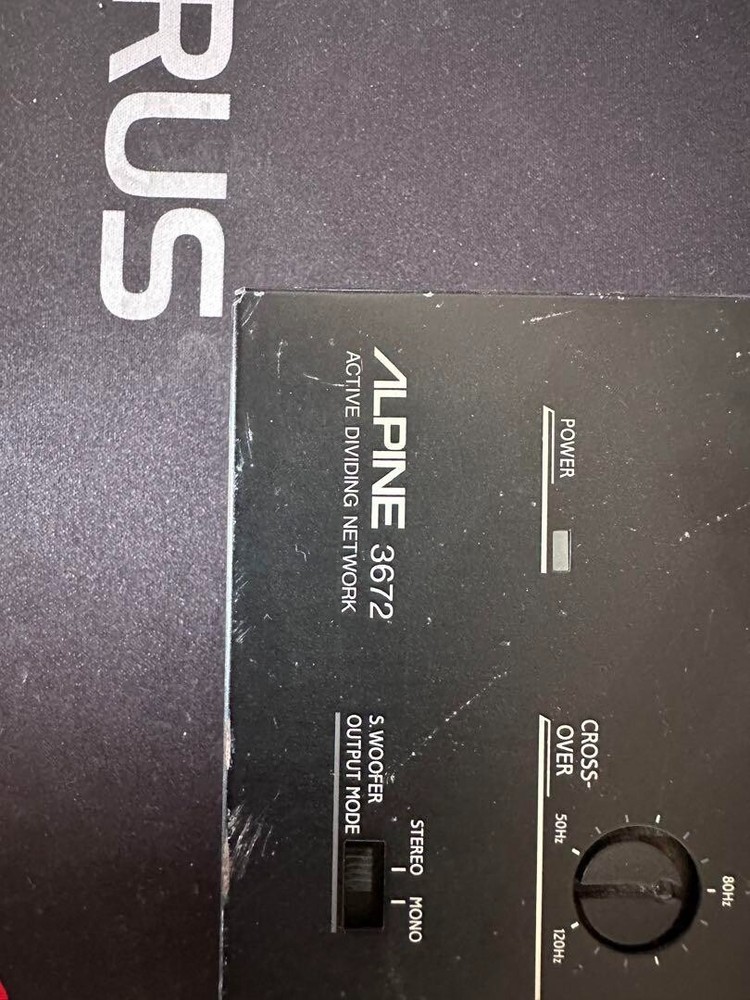 RUS
POWER
CROSS-
OVER
50Hz
80Hz
120Hz
ALPINE 3672
ACTIVE DIVIDING NETWORK
STEREO MONO
S.WOOFER
OUTPUT MODE